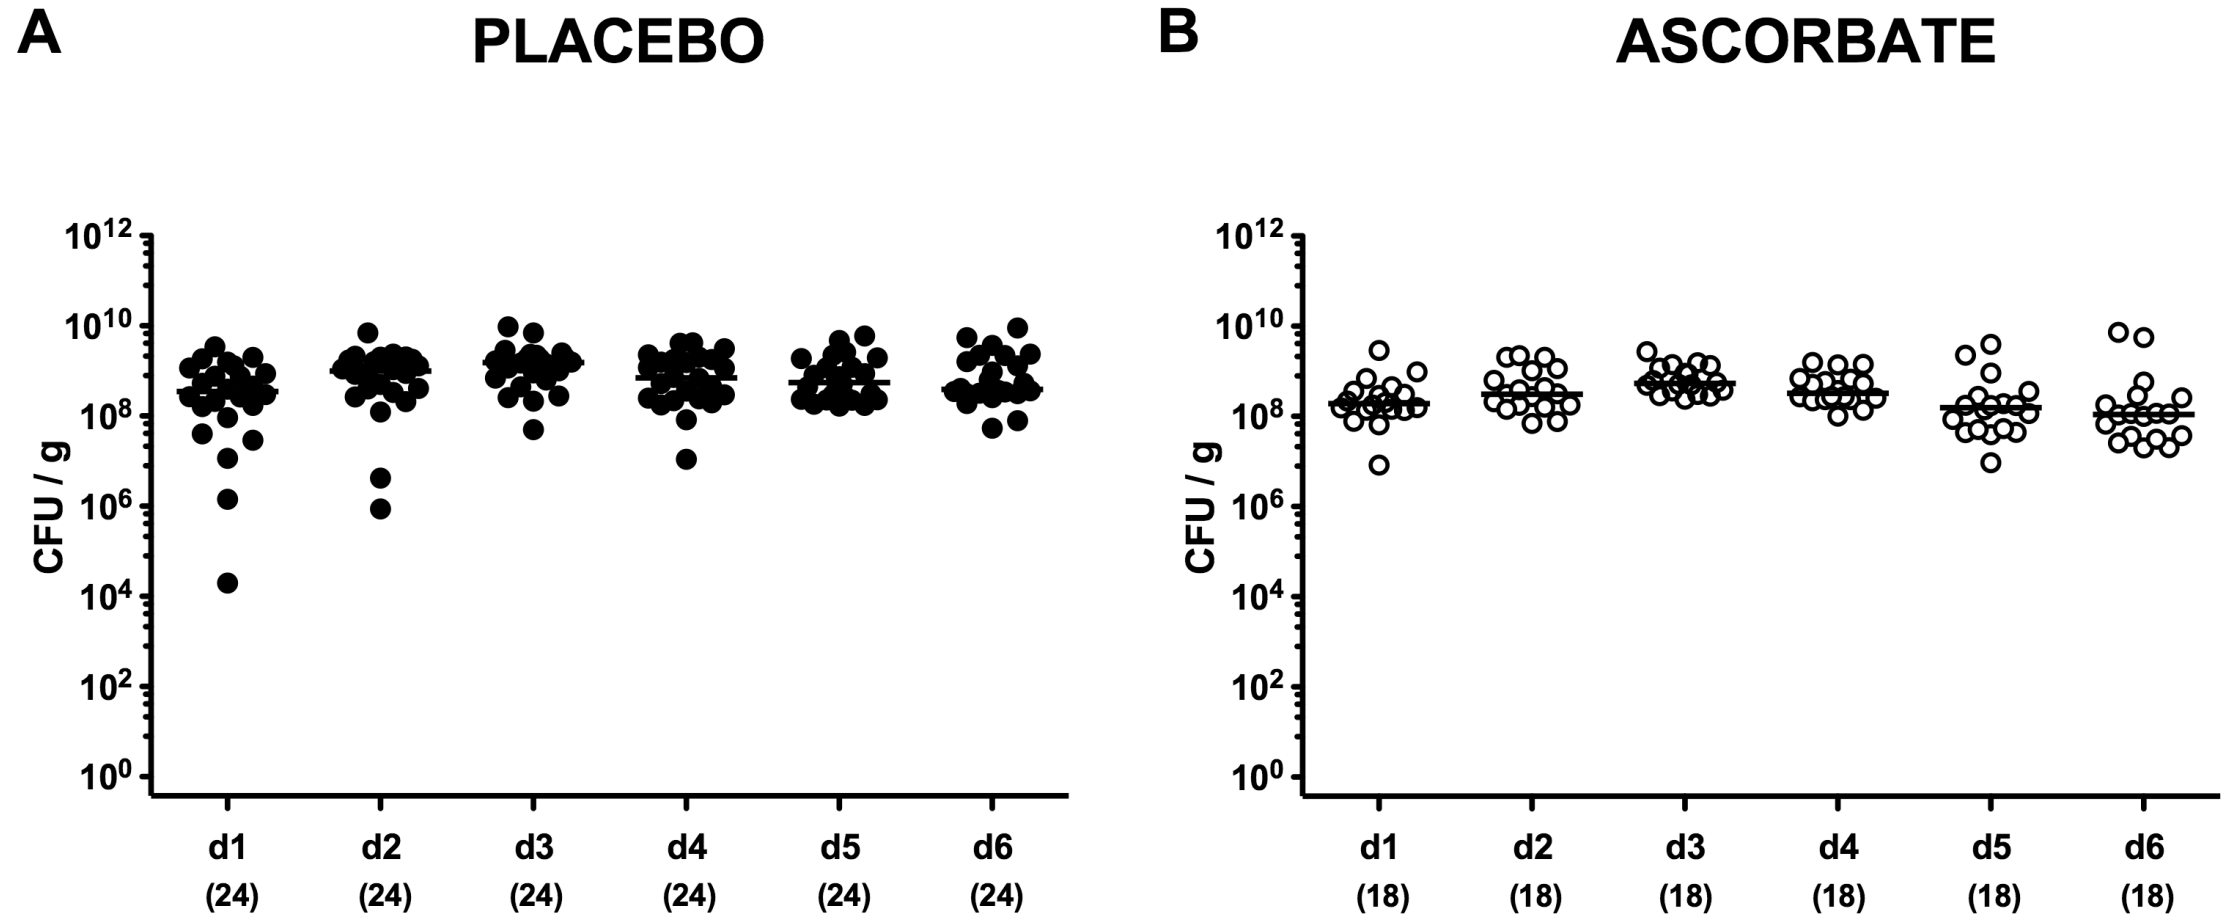 A PLACEBO
10¹²
10¹⁰
10⁸
10⁶
10⁴
10²
10⁰
CFU / g
d1 d2 d3 d4 d5 d6
(24) (24) (24) (24) (24) (24)
B ASCORBATE
10¹²
10¹⁰
10⁸
10⁶
10⁴
10²
10⁰
CFU / g
d1 d2 d3 d4 d5 d6
(18) (18) (18) (18) (18) (18)